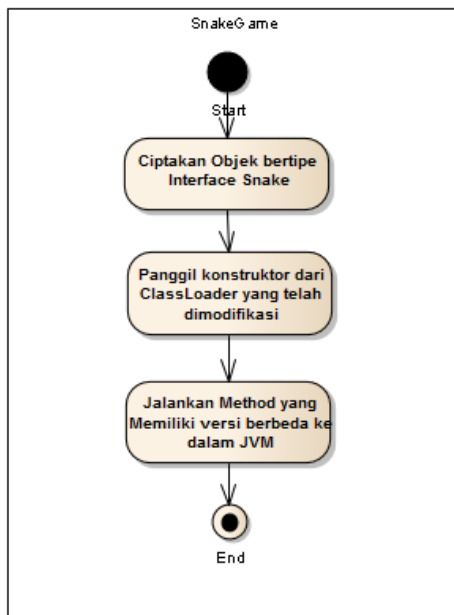 SnakeGame
Start
Ciptakan Objek bertipe
Interface Snake
Panggil konstruktor dari
ClassLoader yang telah
dimodifikasi
Jalankan Method yang
Memiliki versi berbeda ke
dalam JVM
End